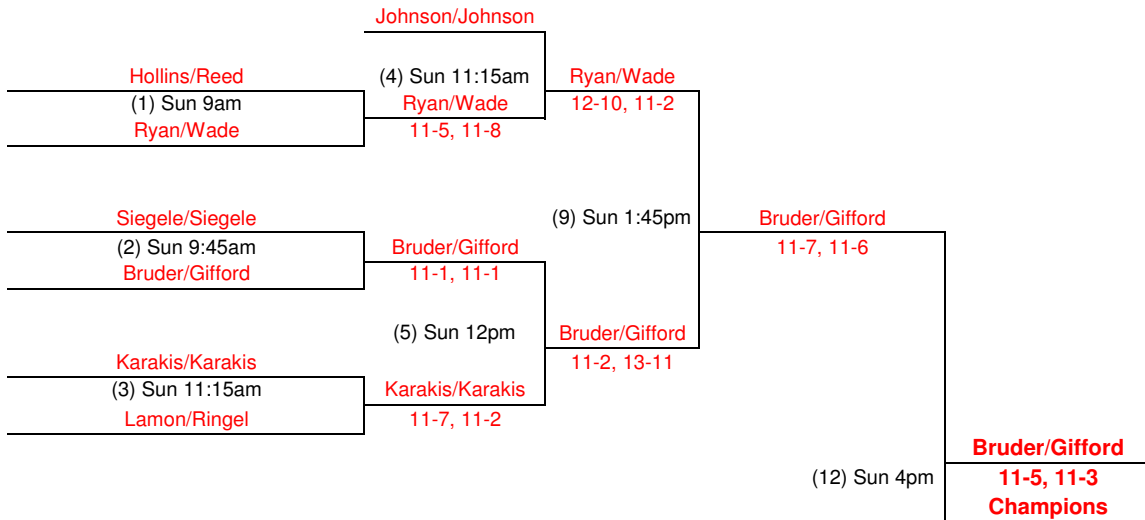 Johnson/Johnson
Hollins/Reed
(4) Sun 11:15am
Ryan/Wade
(1) Sun 9am
Ryan/Wade
12-10, 11-2
Ryan/Wade
11-5, 11-8
Siegele/Siegele
(9) Sun 1:45pm
Bruder/Gifford
(2) Sun 9:45am
Bruder/Gifford
11-7, 11-6
Bruder/Gifford
11-1, 11-1
(5) Sun 12pm
Bruder/Gifford
Karakis/Karakis
11-2, 13-11
(3) Sun 11:15am
Karakis/Karakis
Lamon/Ringel
11-7, 11-2
Bruder/Gifford
(12) Sun 4pm
11-5, 11-3
Champions